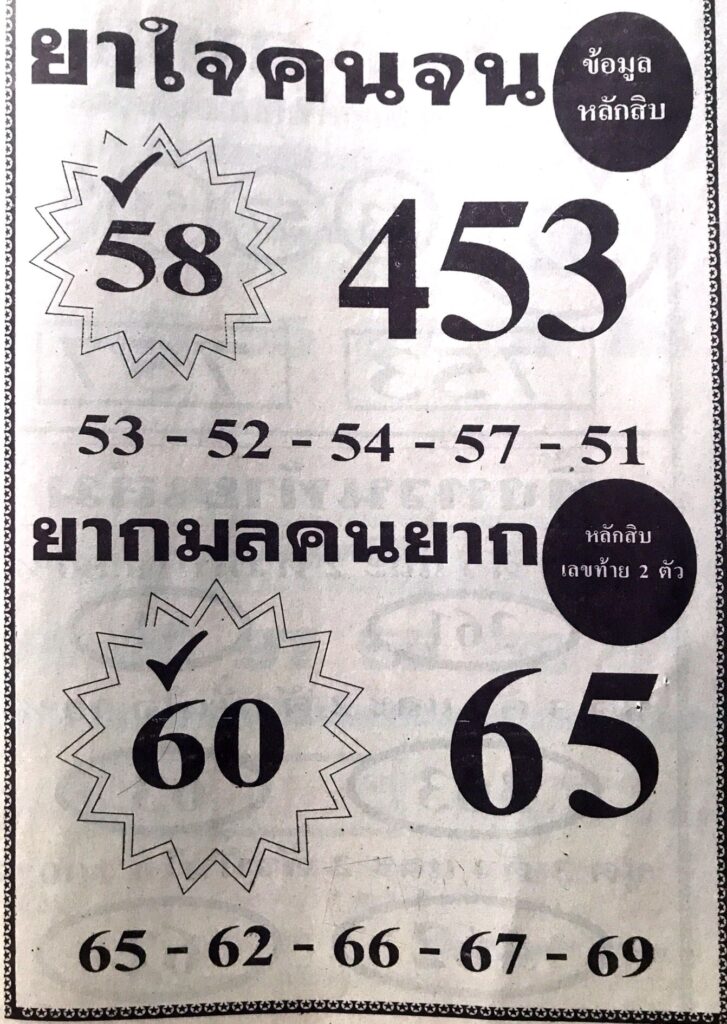 ยาใจคนจน
ข้อมูล
หลักสิบ
58
453
53 - 52 - 54 - 57 - 51
ยากมลคนยาก
หลักสิบ
เลขท้าย 2 ตัว
60
65
65 - 62 - 66 - 67 - 69